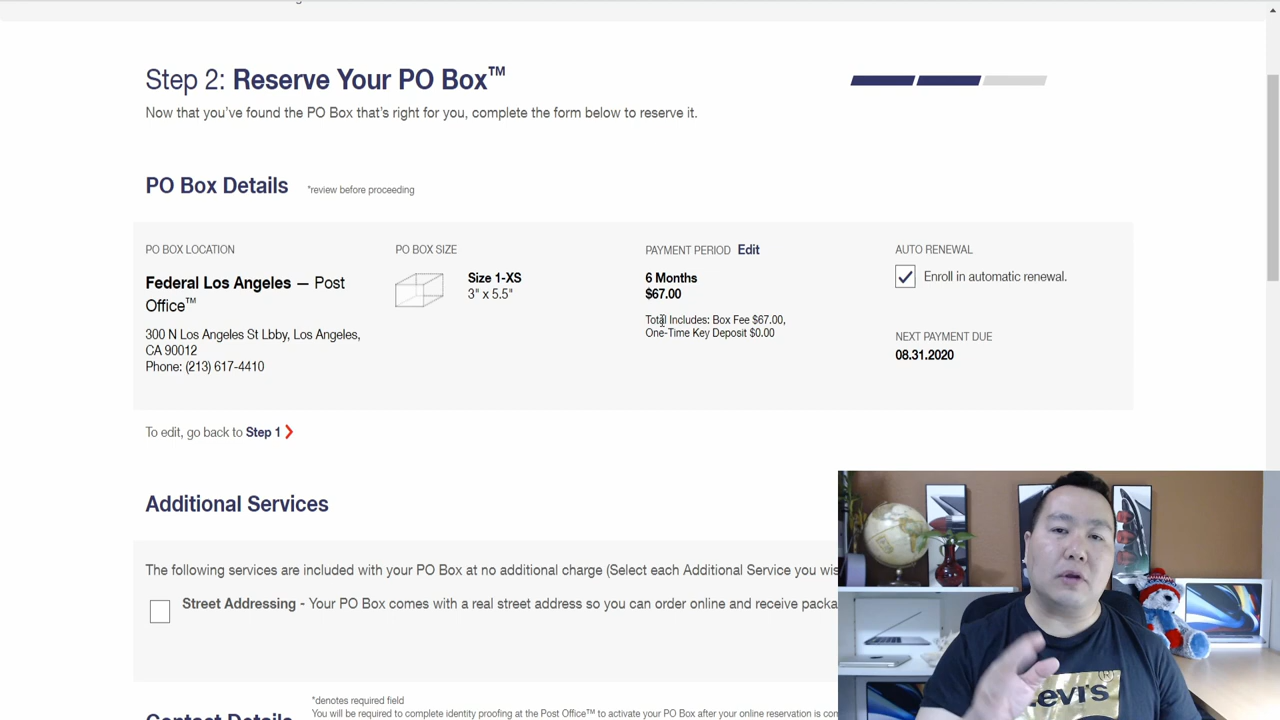 Step 2: Reserve Your PO Box™
Now that you've found the PO Box that's right for you, complete the form below to reserve it.
PO Box Details *review before proceeding
PO BOX LOCATION
Federal Los Angeles — Post
Office™
300 N Los Angeles St Lbby, Los Angeles,
CA 90012
Phone: (213) 617-4410
PO BOX SIZE
Size 1-XS
3" x 5.5"
PAYMENT PERIOD Edit
6 Months
$67.00
Total Includes: Box Fee $67.00,
One-Time Key Deposit $0.00
AUTO RENEWAL
Enroll in automatic renewal.
NEXT PAYMENT DUE
08.31.2020
To edit, go back to Step 1
Additional Services
The following services are included with your PO Box at no additional charge (Select each Additional Service you wis
Street Addressing - Your PO Box comes with a real street address so you can order online and receive packa
*denotes required field
You will be required to complete identity proofing at the Post Office™ to activate your PO Box after your online reservation is con
Contact Details
Levi's